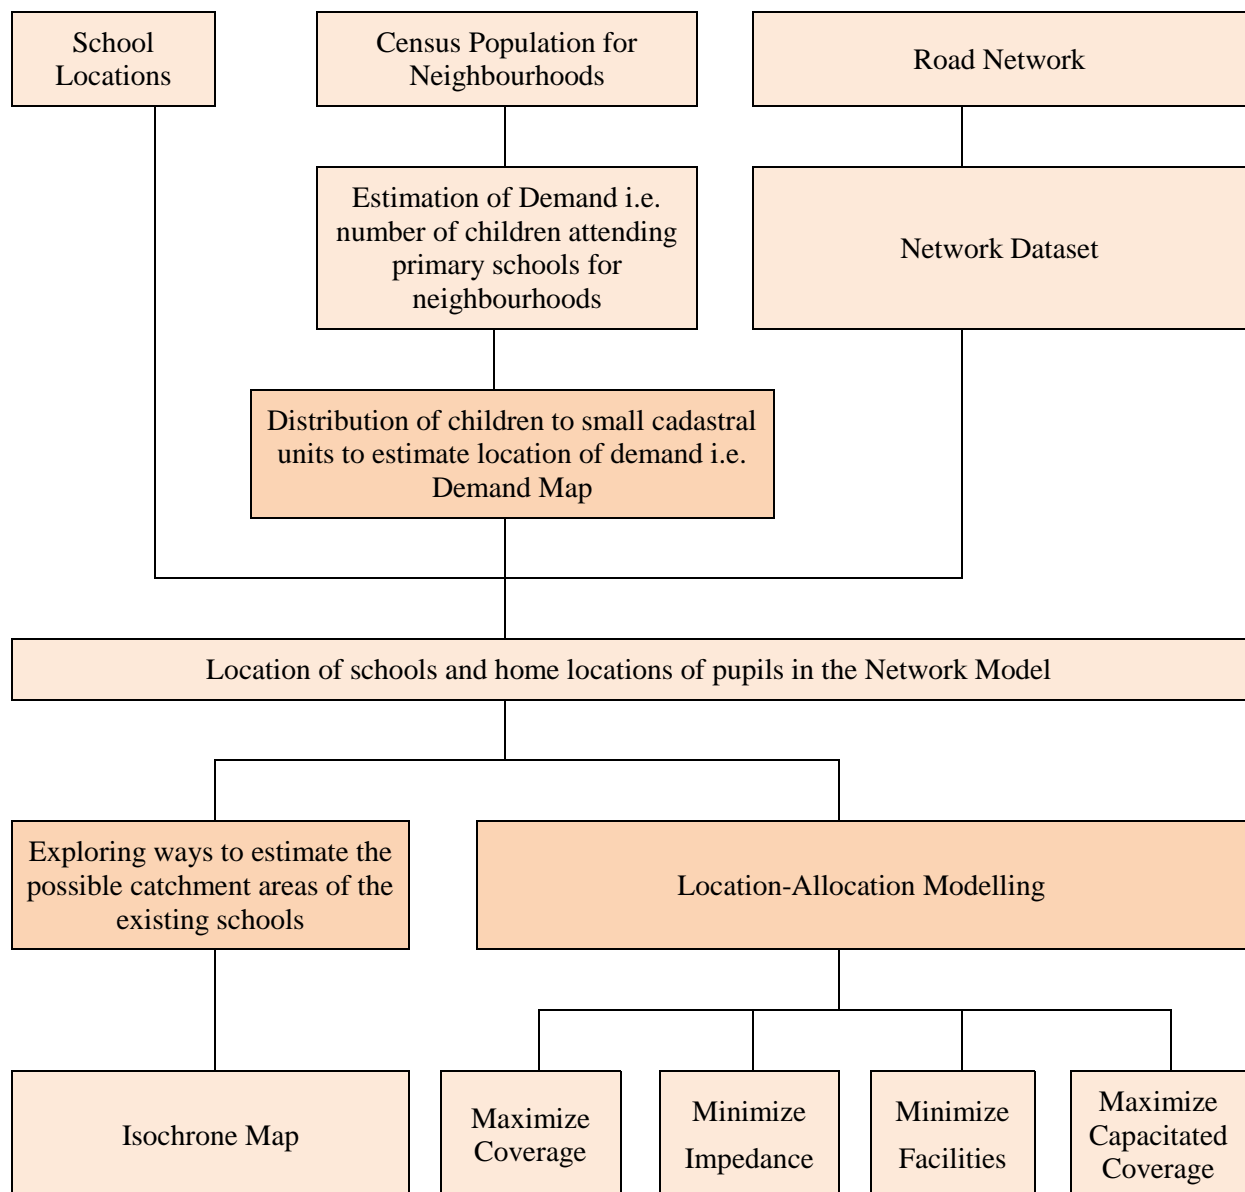 School
Locations
Census Population for
Neighbourhoods
Road Network
Estimation of Demand i.e.
number of children attending
primary schools for
neighbourhoods
Network Dataset
Distribution of children to small cadastral
units to estimate location of demand i.e.
Demand Map
Location of schools and home locations of pupils in the Network Model
Exploring ways to estimate the
possible catchment areas of the
existing schools
Location-Allocation Modelling
Isochrone Map
Maximize
Coverage
Minimize
Impedance
Minimize
Facilities
Maximize
Capacitated
Coverage